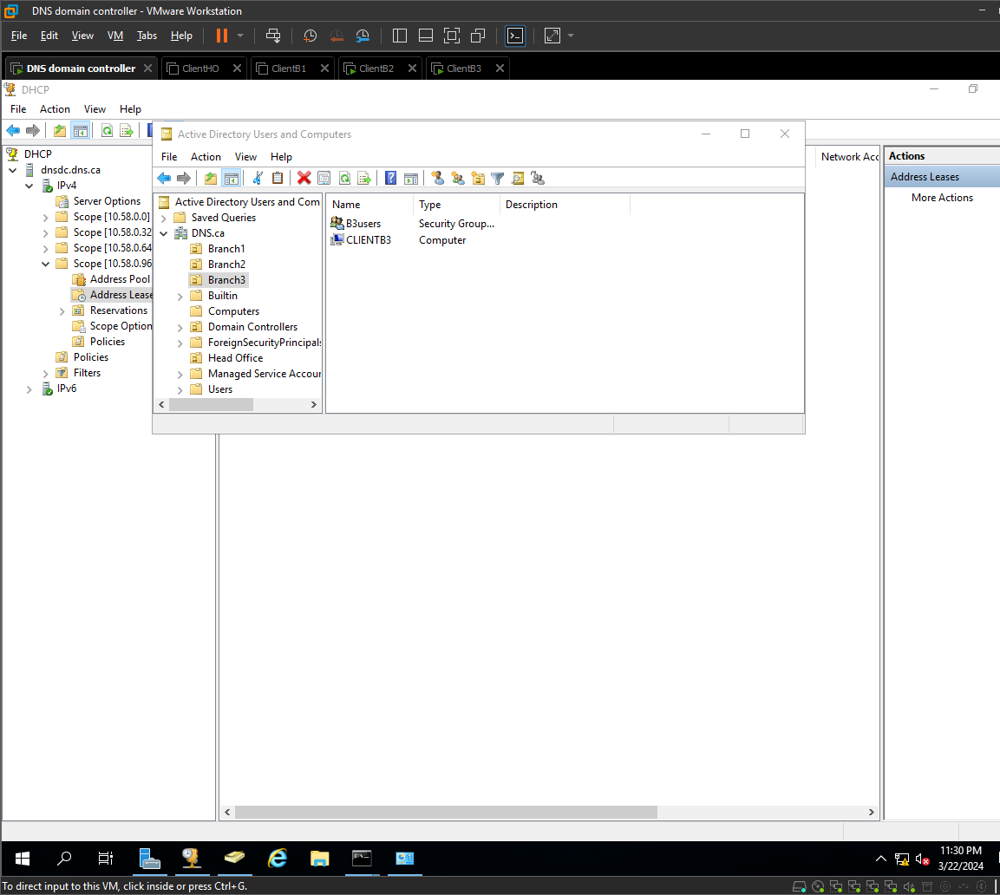 DNS domain controller - VMware Workstation
File Edit View VM Tabs Help
DNS domain controller ClientHO ClientB1 ClientB2 ClientB3
DHCP
File Action View Help
DHCP
dnsdc.dns.ca
IPv4
Server Options
Scope [10.58.0.0]
Scope [10.58.0.32
Scope [10.58.0.64
Scope [10.58.0.96
Address Pool
Address Lease
Reservations
Scope Option
Policies
Policies
Filters
IPv6
Active Directory Users and Computers
File Action View Help
Active Directory Users and Com
Saved Queries
DNS.ca
Branch1
Branch2
Branch3
Builtin
Computers
Domain Controllers
ForeignSecurityPrincipals
Head Office
Managed Service Accour
Users
Name Type Description
B3users Security Group...
CLIENTB3 Computer
Network Acc
Actions
Address Leases
More Actions
11:30 PM
3/22/2024
To direct input to this VM, click inside or press Ctrl+G.